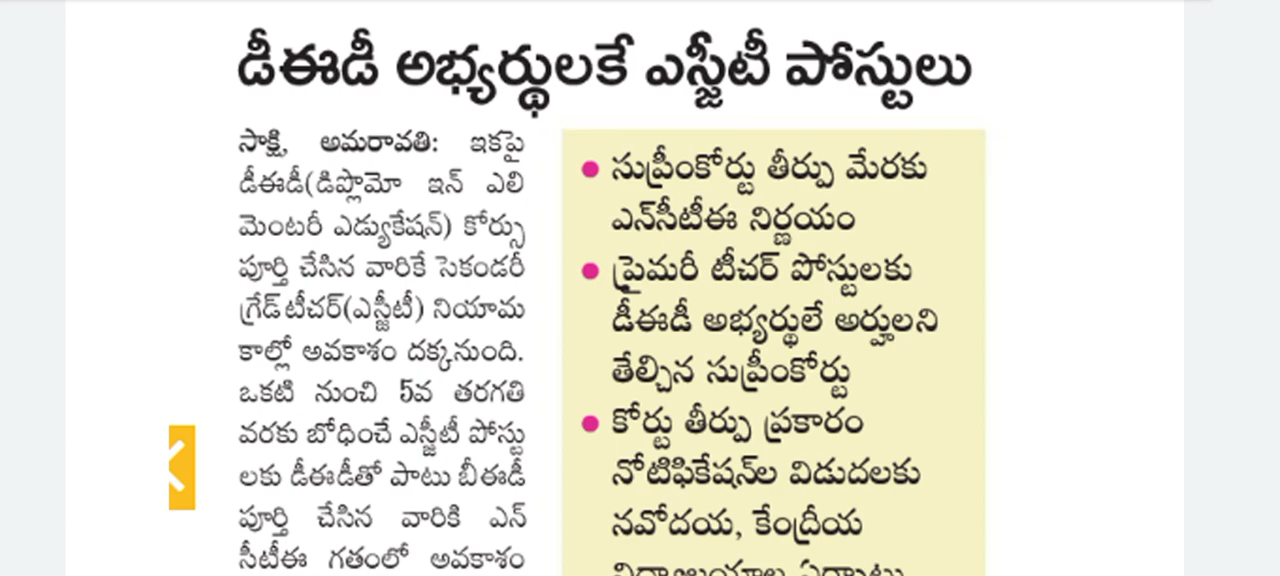 డీఈడీ అభ్యర్థులకే ఎస్జీటీ పోస్టులు
సాక్షి, అమరావతి: ఇకపై
డీఈడీ(డిప్లొమో ఇన్ ఎలి
మెంటరీ ఎడ్యుకేషన్) కోర్సు
పూర్తి చేసిన వారికే సెకండరీ
గ్రేడ్‌టీచర్(ఎస్జీటీ) నియామ
కాల్లో అవకాశం దక్కనుంది.
ఒకటి నుంచి 5వ తరగతి
వరకు బోధించే ఎస్జీటీ పోస్టు
లకు డీఈడీతో పాటు బీఈడీ
పూర్తి చేసిన వారికి ఎన్
సీటీఈ గతంలో అవకాశం
• సుప్రీంకోర్టు తీర్పు మేరకు
ఎన్‌సీటీఈ నిర్ణయం
• ప్రైమరీ టీచర్ పోస్టులకు
డీఈడీ అభ్యర్థులే అర్హులని
తేల్చిన సుప్రీంకోర్టు
• కోర్టు తీర్పు ప్రకారం
నోటిఫికేషన్‌ల విడుదలకు
నవోదయ, కేంద్రీయ